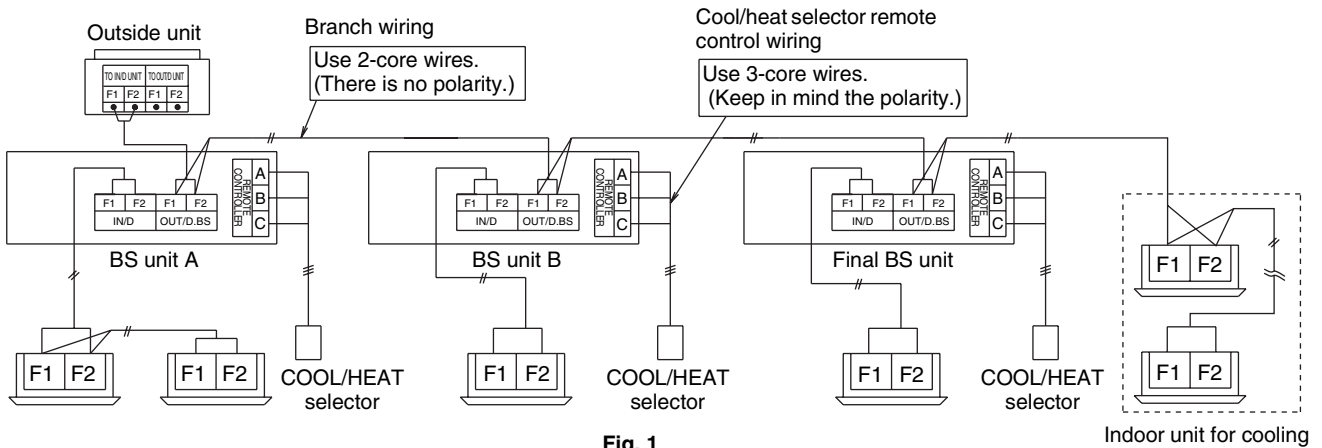 Outside unit
TO IN/D UNIT TO OUT/D UNIT
F1 F2 F1 F2
Branch wiring
Use 2-core wires.
(There is no polarity.)
Cool/heat selector remote
control wiring
Use 3-core wires.
(Keep in mind the polarity.)
F1 F2 F1 F2
IN/D OUT/D.BS
REMOTE
CONTROLLER
A
B
C
BS unit A
F1 F2 F1 F2
IN/D OUT/D.BS
REMOTE
CONTROLLER
A
B
C
BS unit B
F1 F2 F1 F2
IN/D OUT/D.BS
REMOTE
CONTROLLER
A
B
C
Final BS unit
F1 F2
F1 F2
F1 F2
COOL/HEAT
selector
F1 F2
COOL/HEAT
selector
F1 F2
COOL/HEAT
selector
F1 F2
Indoor unit for cooling
Fig. 1